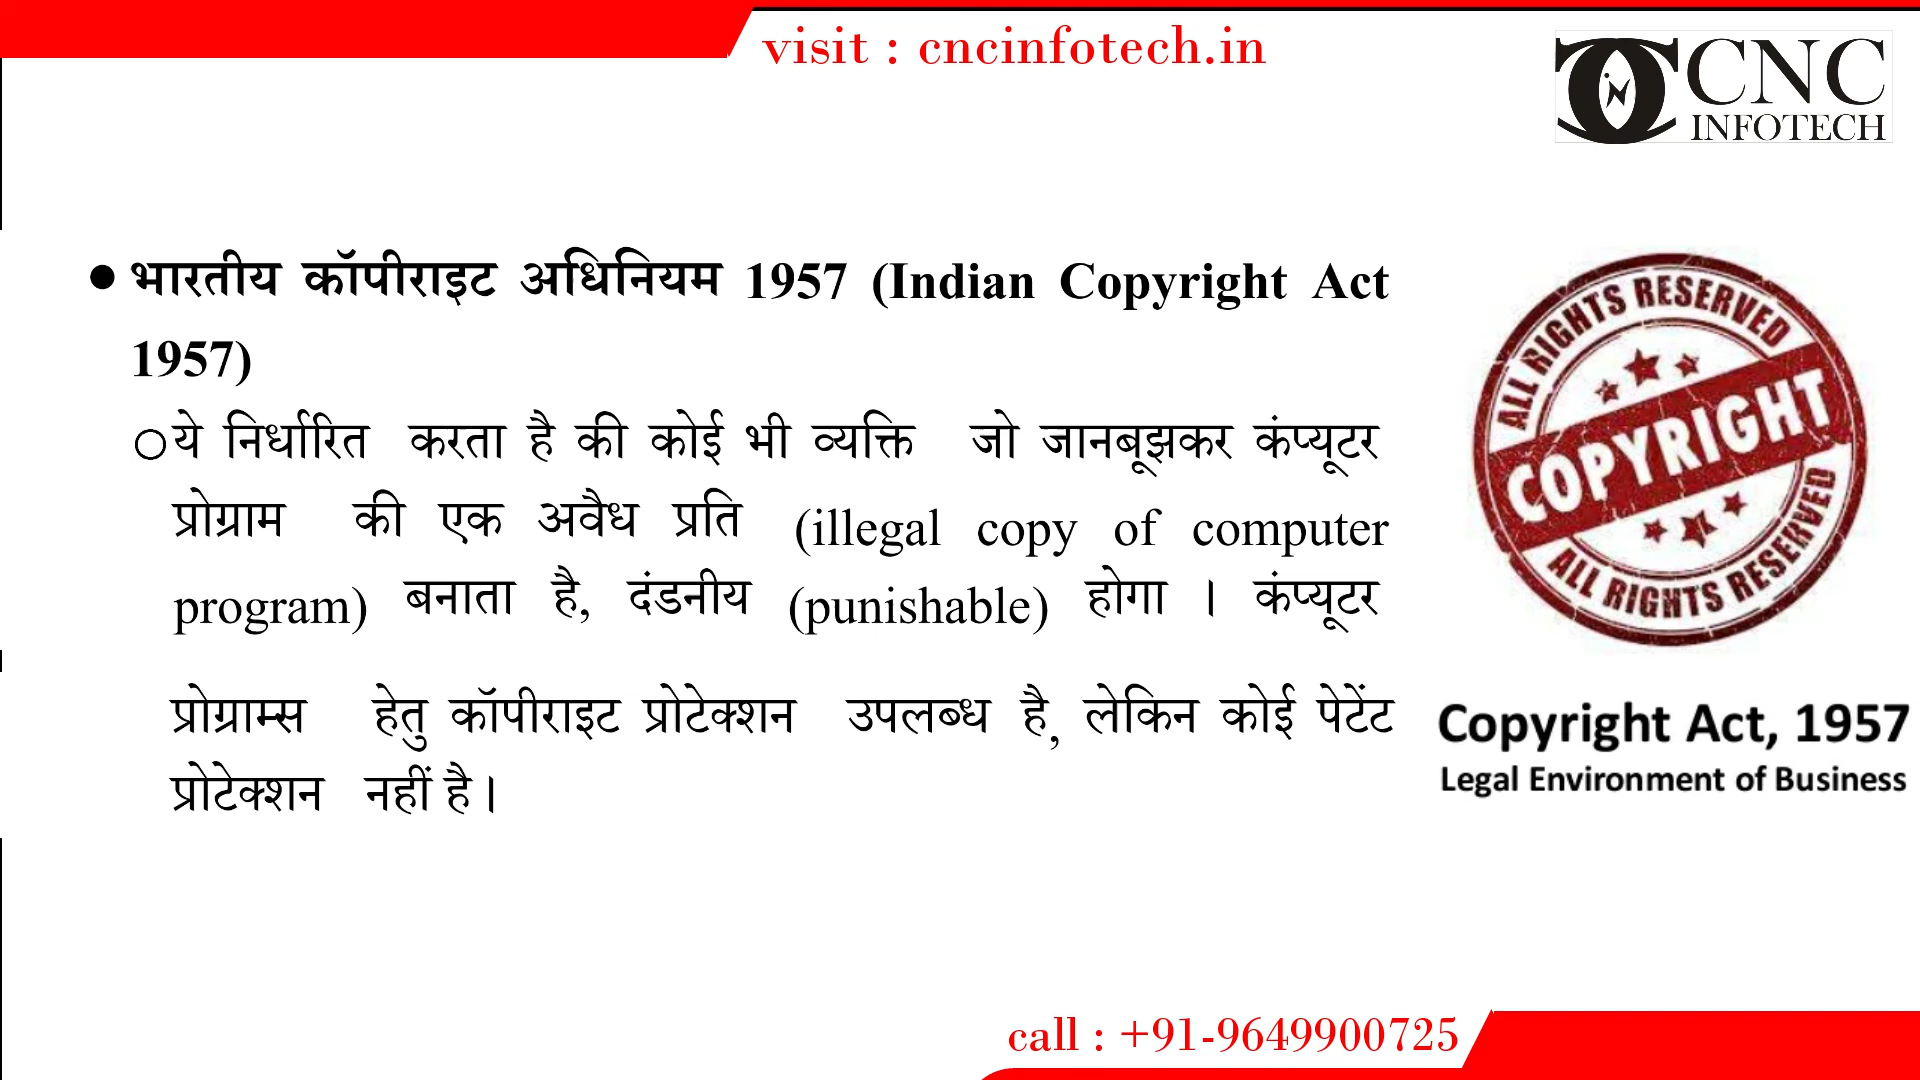 visit : cncinfotech.in
CNC
INFOTECH
● भारतीय कॉपीराइट अधिनियम 1957 (Indian Copyright Act
1957)
○ ये निर्धारित करता है की कोई भी व्यक्ति जो जानबूझकर कंप्यूटर
प्रोग्राम की एक अवैध प्रति (illegal copy of computer
program) बनाता है, दंडनीय (punishable) होगा । कंप्यूटर
प्रोग्राम्स हेतु कॉपीराइट प्रोटेक्शन उपलब्ध है, लेकिन कोई पेटेंट
प्रोटेक्शन नहीं है।
ALL RIGHTS RESERVED
COPYRIGHT
ALL RIGHTS RESERVED
Copyright Act, 1957
Legal Environment of Business
call : +91-9649900725